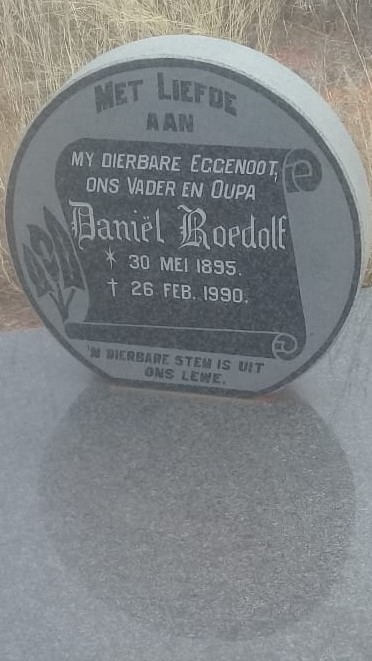 MET LIEFDE
AAN
MY DIERBARE EGGENOOT,
ONS VADER EN OUPA
Daniël Roedolf
* 30 MEI 1895.
† 26 FEB. 1990.
'N DIERBARE STEM IS UIT
ONS LEWE.